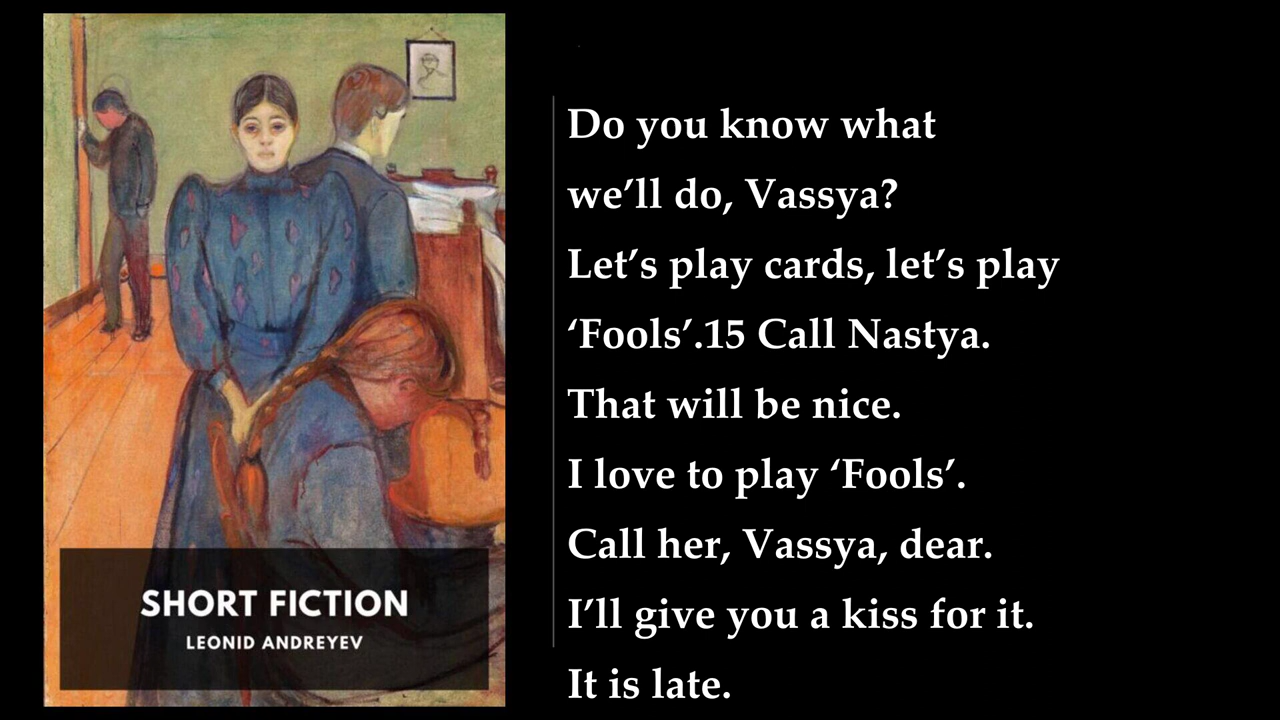 SHORT FICTION
LEONID ANDREYEV
Do you know what
we’ll do, Vassya?
Let’s play cards, let’s play
‘Fools’.15 Call Nastya.
That will be nice.
I love to play ‘Fools’.
Call her, Vassya, dear.
I’ll give you a kiss for it.
It is late.